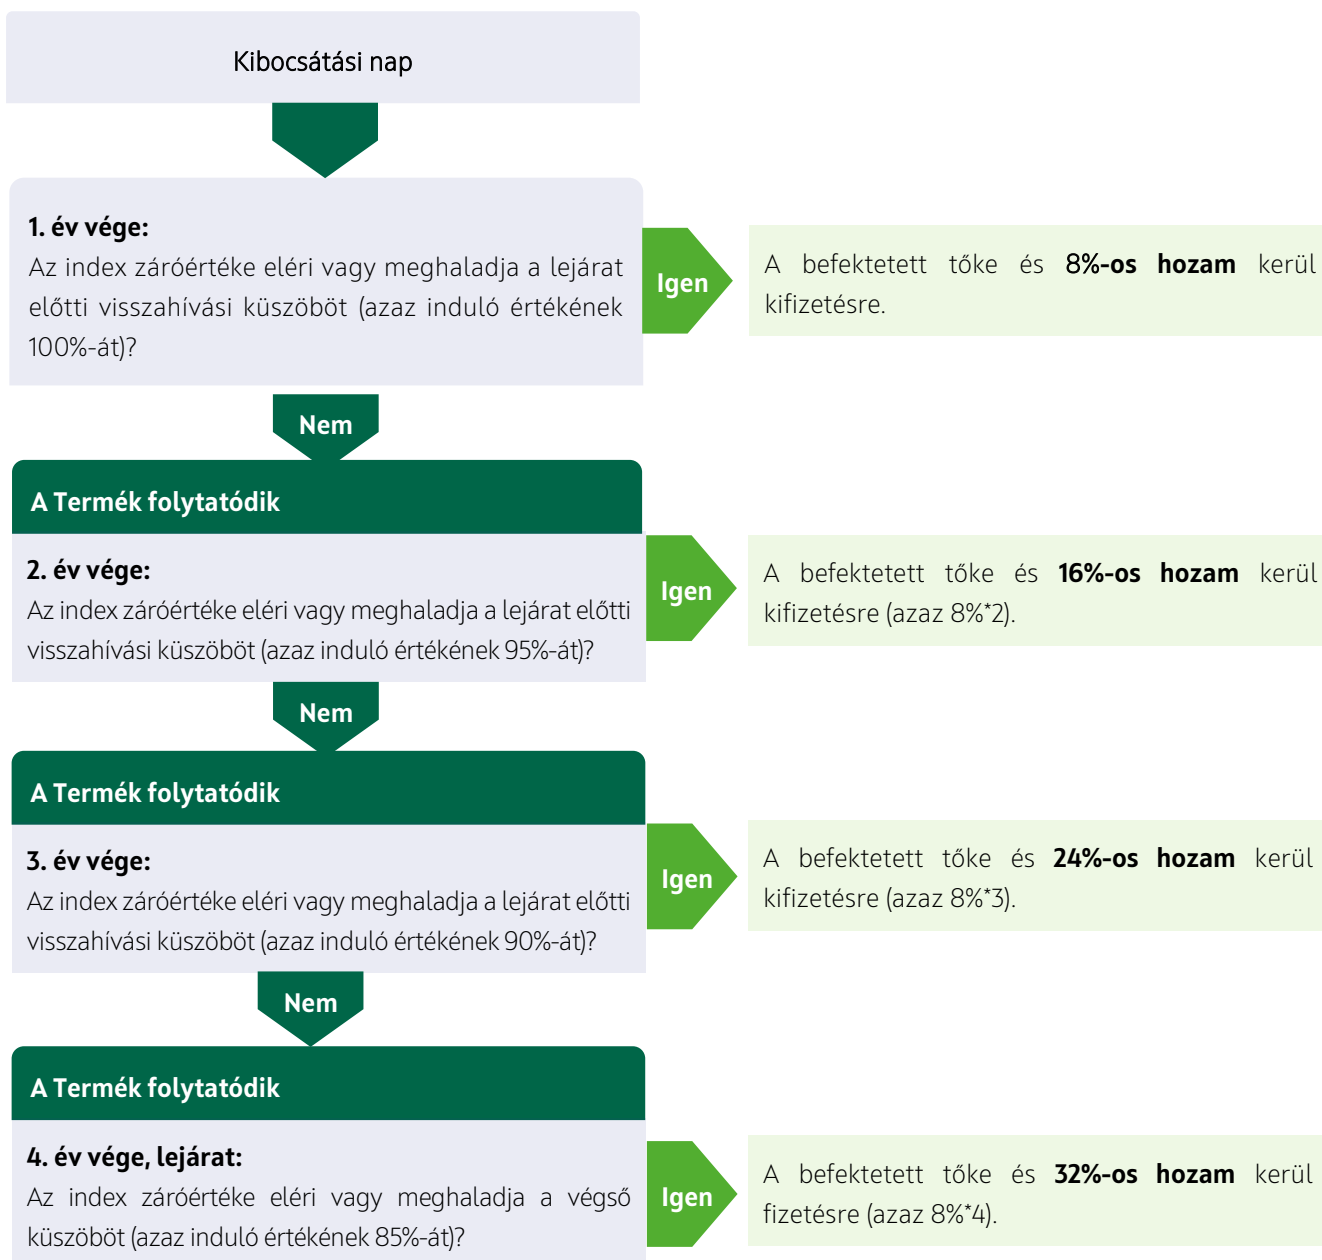 Kibocsátási nap
1. év vége:
Az index záróértéke eléri vagy meghaladja a lejárat
előtti visszahívási küszöböt (azaz induló értékének
100%-át)?
Igen
A befektetett tőke és 8%-os hozam kerül
kifizetésre.
Nem
A Termék folytatódik
2. év vége:
Az index záróértéke eléri vagy meghaladja a lejárat előtti
visszahívási küszöböt (azaz induló értékének 95%-át)?
Igen
A befektetett tőke és 16%-os hozam kerül
kifizetésre (azaz 8%*2).
Nem
A Termék folytatódik
3. év vége:
Az index záróértéke eléri vagy meghaladja a lejárat előtti
visszahívási küszöböt (azaz induló értékének 90%-át)?
Igen
A befektetett tőke és 24%-os hozam kerül
kifizetésre (azaz 8%*3).
Nem
A Termék folytatódik
4. év vége, lejárat:
Az index záróértéke eléri vagy meghaladja a végső
küszöböt (azaz induló értékének 85%-át)?
Igen
A befektetett tőke és 32%-os hozam kerül
fizetésre (azaz 8%*4).